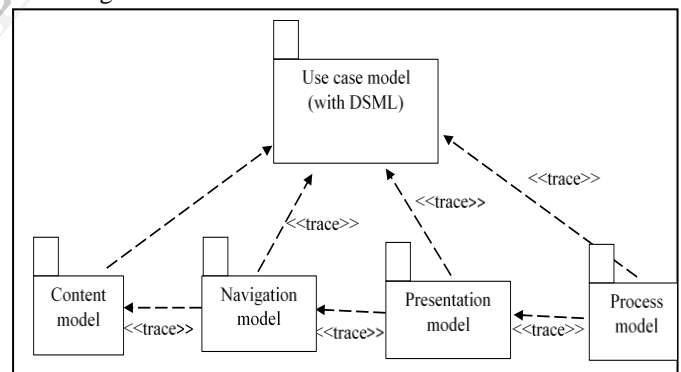 Use case model
(with DSML)
<<trace>>
<<trace>>
<<trace>>
Content
model
Navigation
model
Presentation
model
Process
model
<<trace>>
<<trace>>
<<trace>>